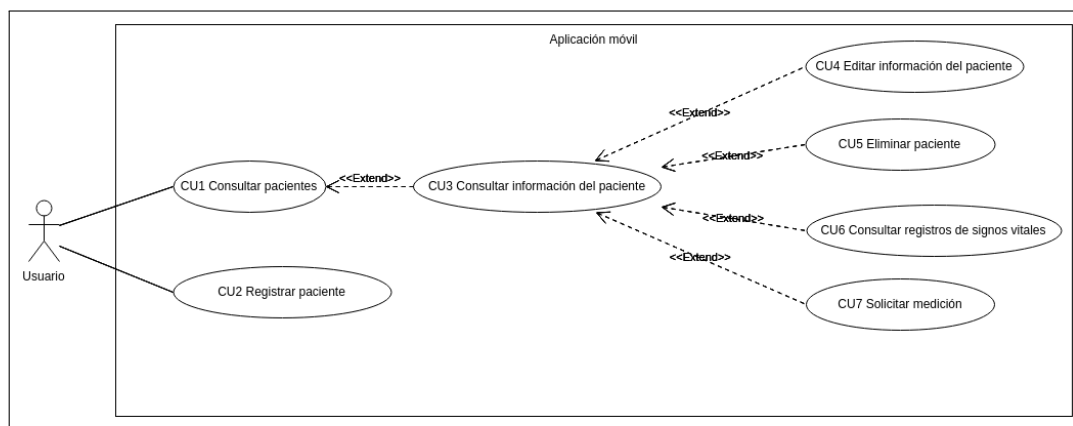 Aplicación móvil
CU4 Editar información del paciente
<<Extend>>
CU5 Eliminar paciente
<<Extend>>
CU1 Consultar pacientes
<<Extend>>
CU3 Consultar información del paciente
<<Extend>>
CU6 Consultar registros de signos vitales
<<Extend>>
Usuario
CU2 Registrar paciente
CU7 Solicitar medición